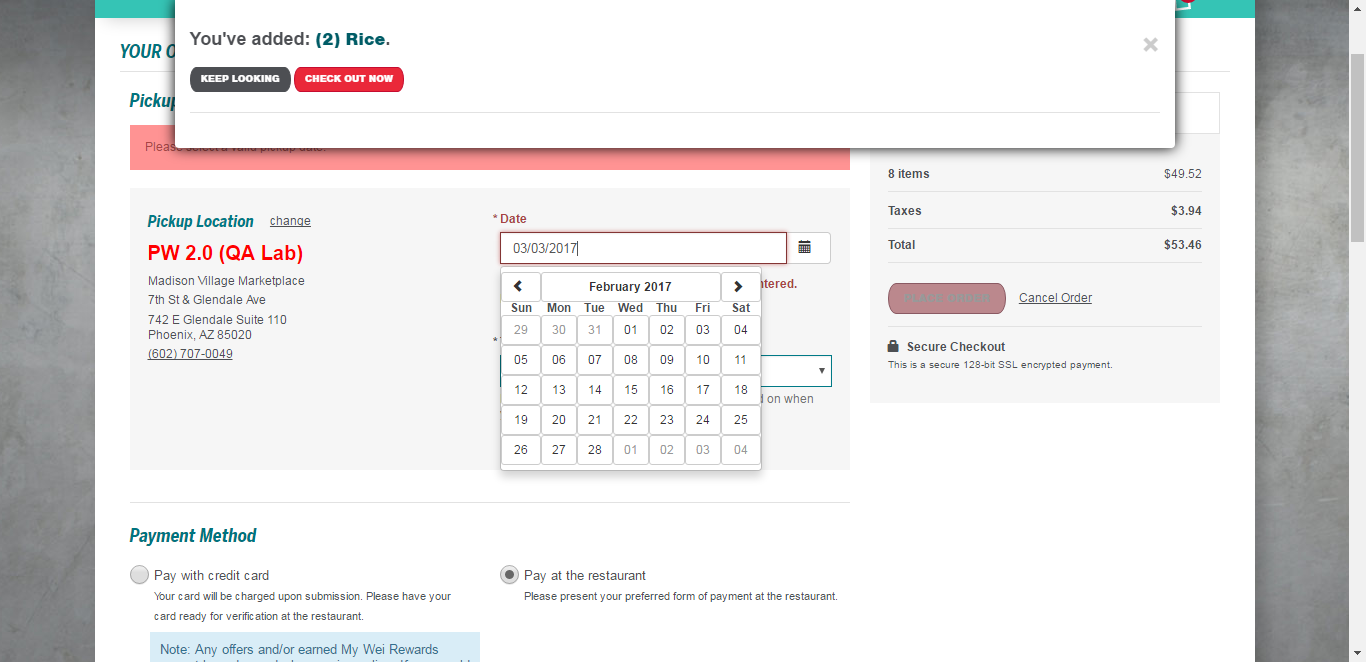 You've added: (2) Rice.
KEEP LOOKING CHECK OUT NOW
YOUR O
Pickup
Please select a valid pickup date.
Pickup Location change
PW 2.0 (QA Lab)
Madison Village Marketplace
7th St & Glendale Ave
742 E Glendale Suite 110
Phoenix, AZ 85020
(602) 707-0049
* Date
03/03/2017
ntered.
February 2017
Sun Mon Tue Wed Thu Fri Sat
29 30 31 01 02 03 04
05 06 07 08 09 10 11
12 13 14 15 16 17 18
19 20 21 22 23 24 25
26 27 28 01 02 03 04
*
d on when
8 items $49.52
Taxes $3.94
Total $53.46
Cancel Order
Secure Checkout
This is a secure 128-bit SSL encrypted payment.
Payment Method
Pay with credit card
Your card will be charged upon submission. Please have your
card ready for verification at the restaurant.
Note: Any offers and/or earned My Wei Rewards
Pay at the restaurant
Please present your preferred form of payment at the restaurant.